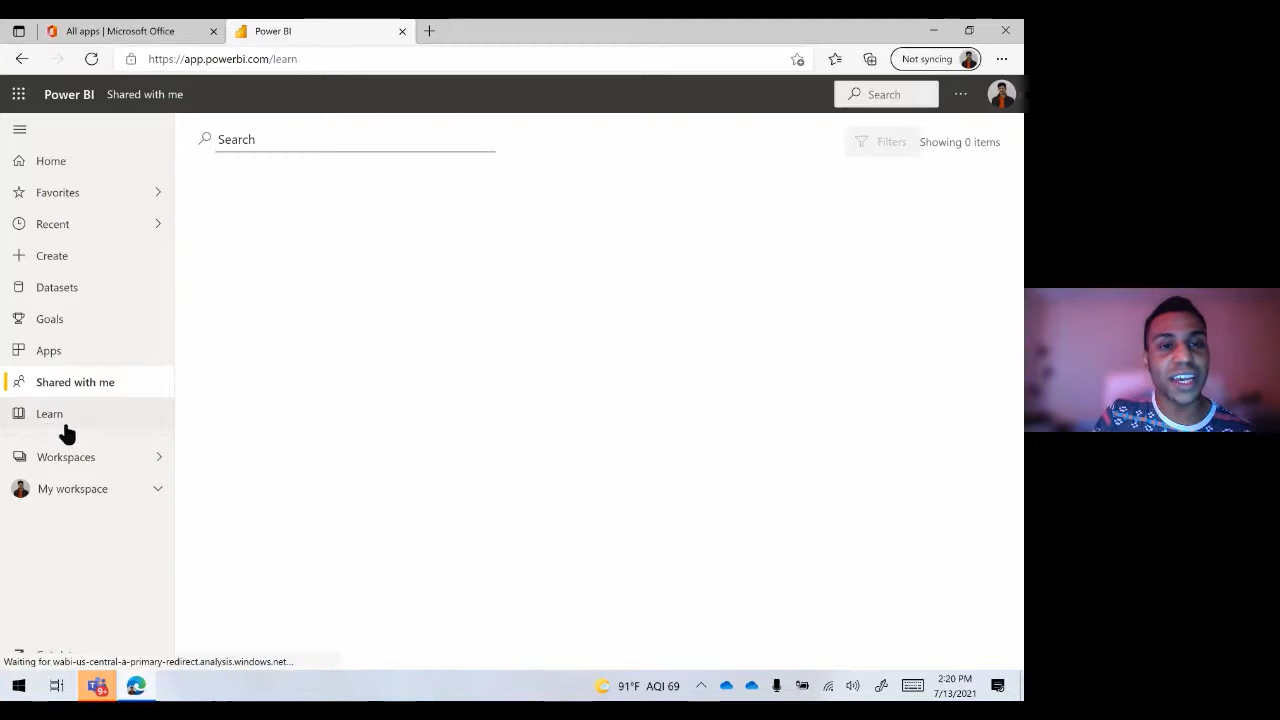 All apps | Microsoft Office
Power BI
https://app.powerbi.com/learn
Not syncing
Power BI
Shared with me
Search
Home
Favorites
Recent
Create
Datasets
Goals
Apps
Shared with me
Learn
Workspaces
My workspace
Search
Filters
Showing 0 items
Waiting for wabi-us-central-a-primary-redirect.analysis.windows.net...
9+
91°F AQI 69
2:20 PM
7/13/2021